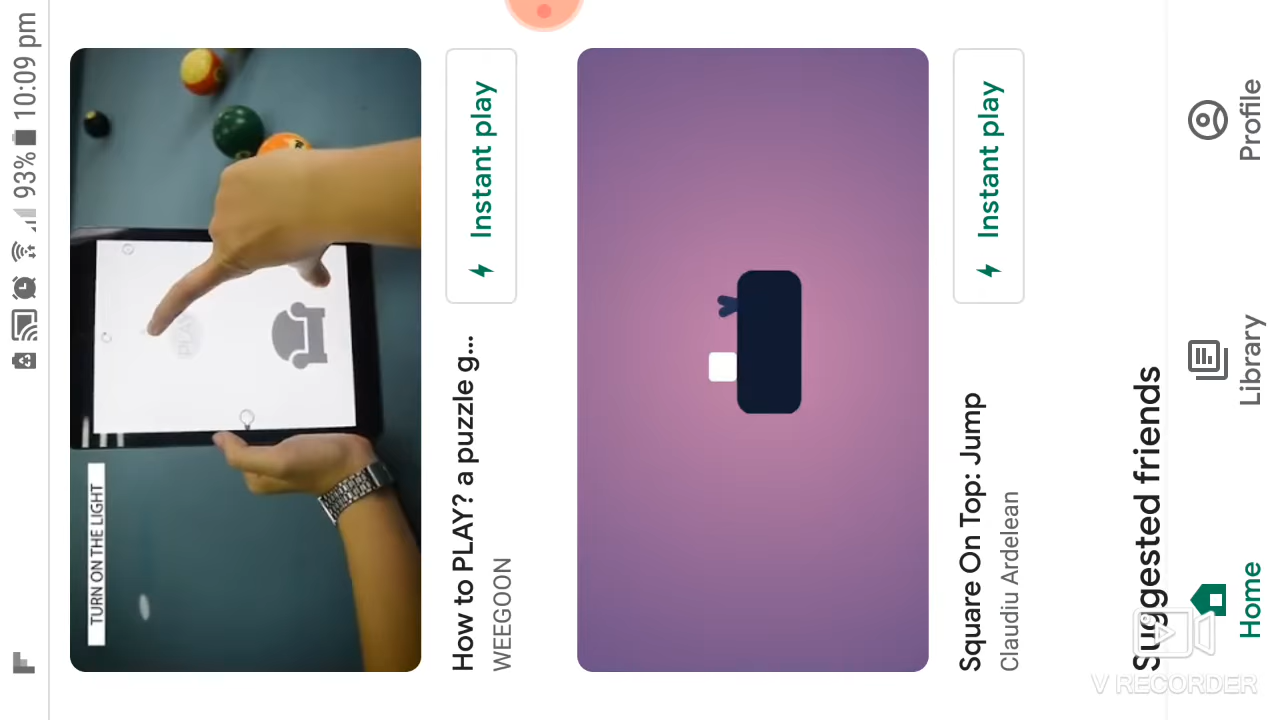 93% 10:09 pm
TURN ON THE LIGHT
PLAY
How to PLAY? a puzzle g...
WEEGOON
Instant play
Square On Top: Jump
Claudiu Ardelean
Instant play
Suggested friends
Home
Library
Profile
V RECORDER